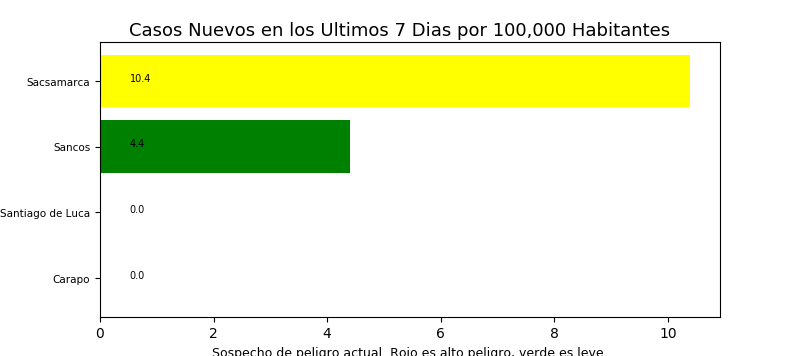 Casos Nuevos en los Ultimos 7 Dias por 100,000 Habitantes
Sacsamarca
10.4
Sancos
4.4
Santiago de Luca
0.0
Carapo
0.0
0 2 4 6 8 10
Sospecho de peligro actual. Rojo es alto peligro, verde es leve